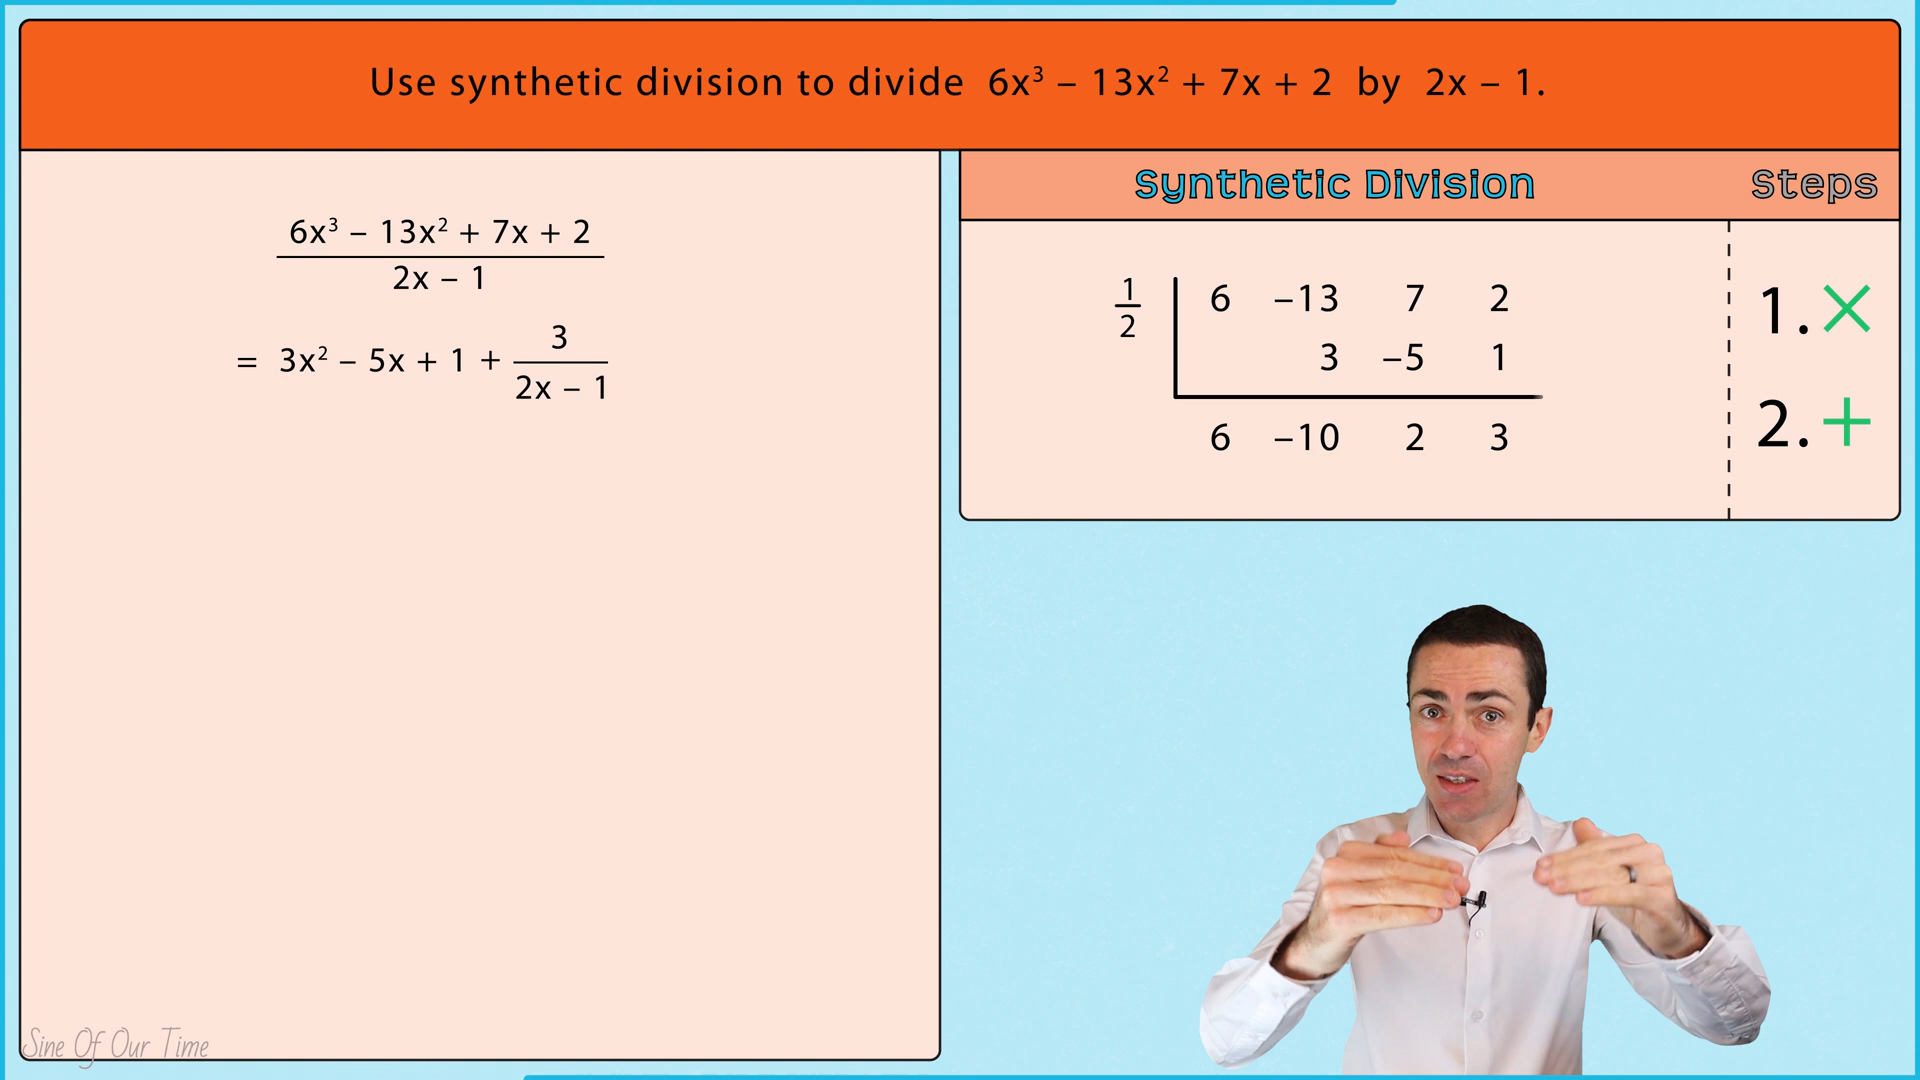 Use synthetic division to divide 6x³ – 13x² + 7x + 2 by 2x – 1.
6x³ – 13x² + 7x + 2
2x – 1
= 3x² – 5x + 1 + 3
2x – 1
Synthetic Division
Steps
1
2
6 –13 7 2
3 –5 1
6 –10 2 3
1. ×
2. +
Sine Of Our Time